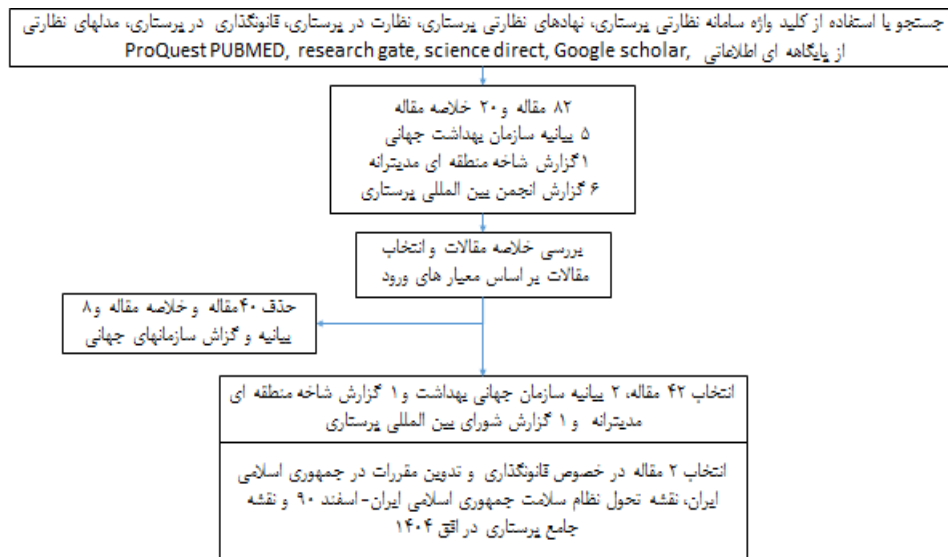 جستجو یا استفاده از کلید واژه سامانه نظارتی پرستاری، نهادهای نظارتی پرستاری، نظارت در پرستاری، قانونگذاری در پرستاری، مدلهای نظارتی
از پایگاهه ای اطلاعاتی ProQuest PUBMED, research gate, science direct, Google scholar,
۸۲ مقاله و ۲۰ خلاصه مقاله
۵ بیانیه سازمان بهداشت جهانی
۱ گزارش شاخه منطقه ای مدیترانه
۶ گزارش انجمن بین المللی پرستاری
بررسی خلاصه مقالات و انتخاب
مقالات بر اساس معیار های ورود
حذف ۴۰مقاله و خلاصه مقاله و ۸
بیانیه و گزاش سازمانهای جهانی
انتخاب ۴۲ مقاله، ۲ بیانیه سازمان جهانی بهداشت و ۱ گزارش شاخه منطقه ای
مدیترانه و ۱ گزارش شورای بین المللی پرستاری
انتخاب ۲ مقاله در خصوص قانونگذاری و تدوین مقررات در جمهوری اسلامی
ایران، نقشه تحول نظام سلامت جمهوری اسلامی ایران- اسفند ۹۰ و نقشه
جامع پرستاری در افق ۱۴۰۴